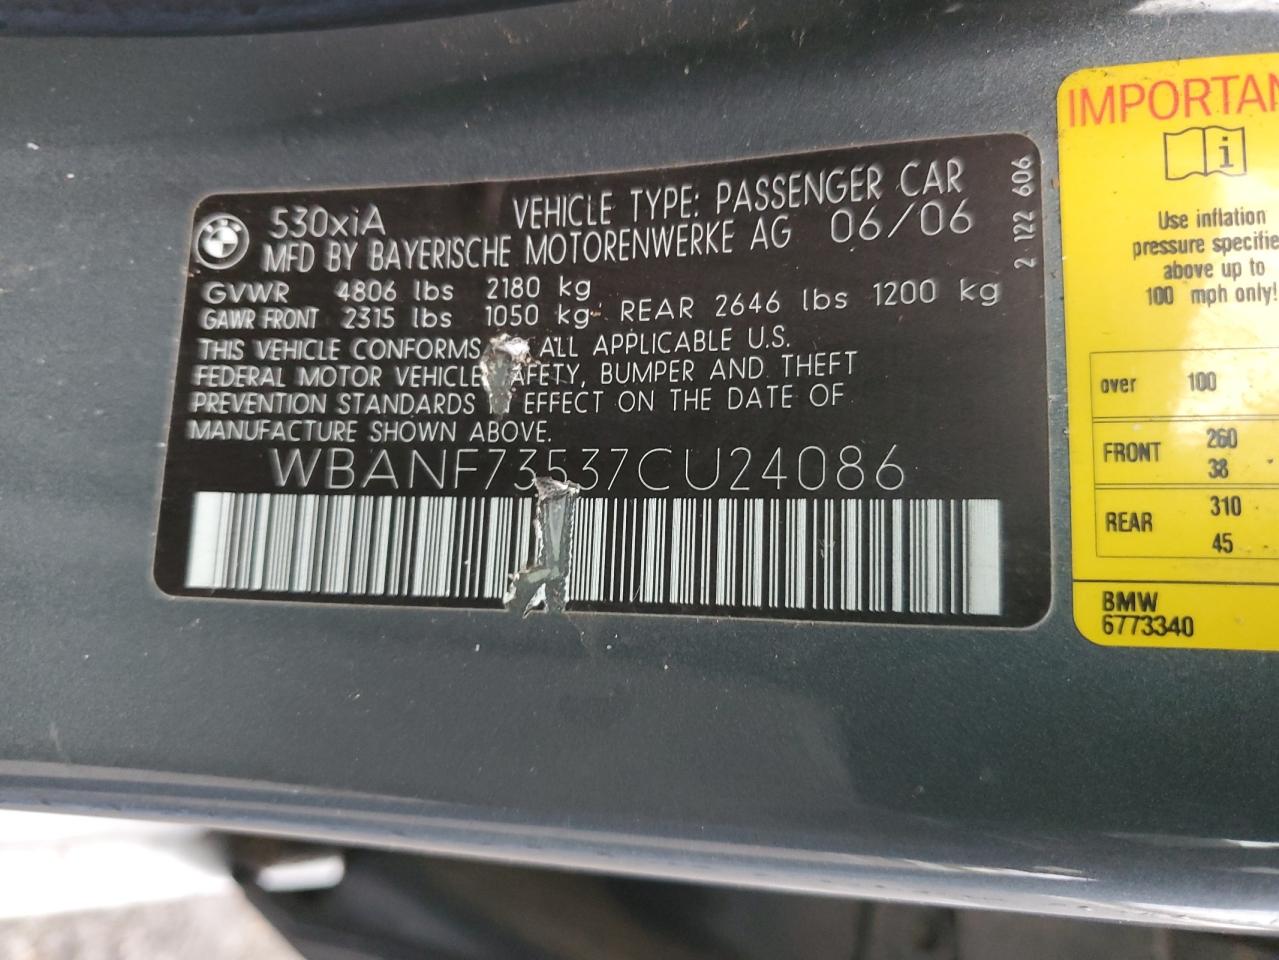 530xiA VEHICLE TYPE: PASSENGER CAR
MFD BY BAYERISCHE MOTORENWERKE AG 06/06
GVWR 4806 lbs 2180 kg
GAWR FRONT 2315 lbs 1050 kg REAR 2646 lbs 1200 kg
THIS VEHICLE CONFORMS ALL APPLICABLE U.S.
FEDERAL MOTOR VEHICLE AFETY, BUMPER AND THEFT
PREVENTION STANDARDS EFFECT ON THE DATE OF
MANUFACTURE SHOWN ABOVE.
WBANF73537CU24086
2 122 606
IMPORTAN
i
Use inflation
pressure specifie
above up to
100 mph only!
over 100
FRONT 260
38
REAR 310
45
BMW
6773340